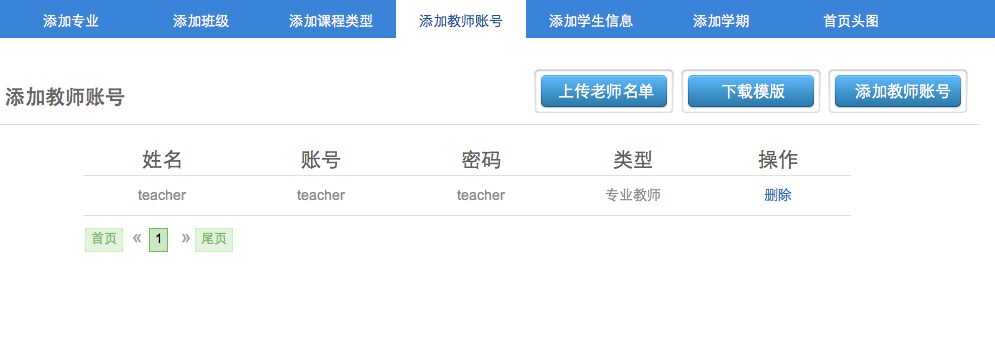 添加专业 添加班级 添加课程类型 添加教师账号 添加学生信息 添加学期 首页头图
添加教师账号 上传老师名单 下载模版 添加教师账号
姓名 账号 密码 类型 操作
teacher teacher teacher 专业教师 删除
首页 « 1 » 尾页